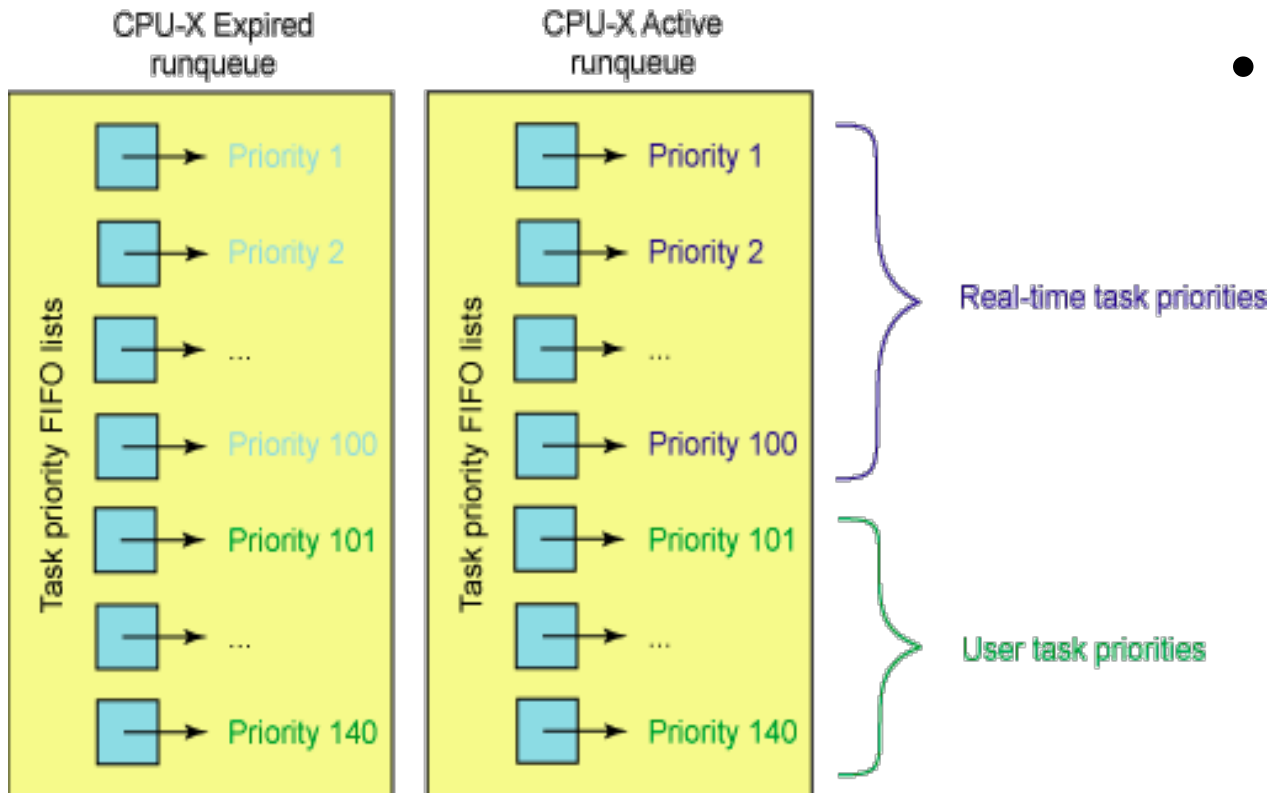 CPU-X Expired
runqueue
Task priority FIFO lists
Priority 1
Priority 2
...
Priority 100
Priority 101
...
Priority 140
CPU-X Active
runqueue
Task priority FIFO lists
Priority 1
Priority 2
...
Priority 100
Priority 101
...
Priority 140
Real-time task priorities
User task priorities
•